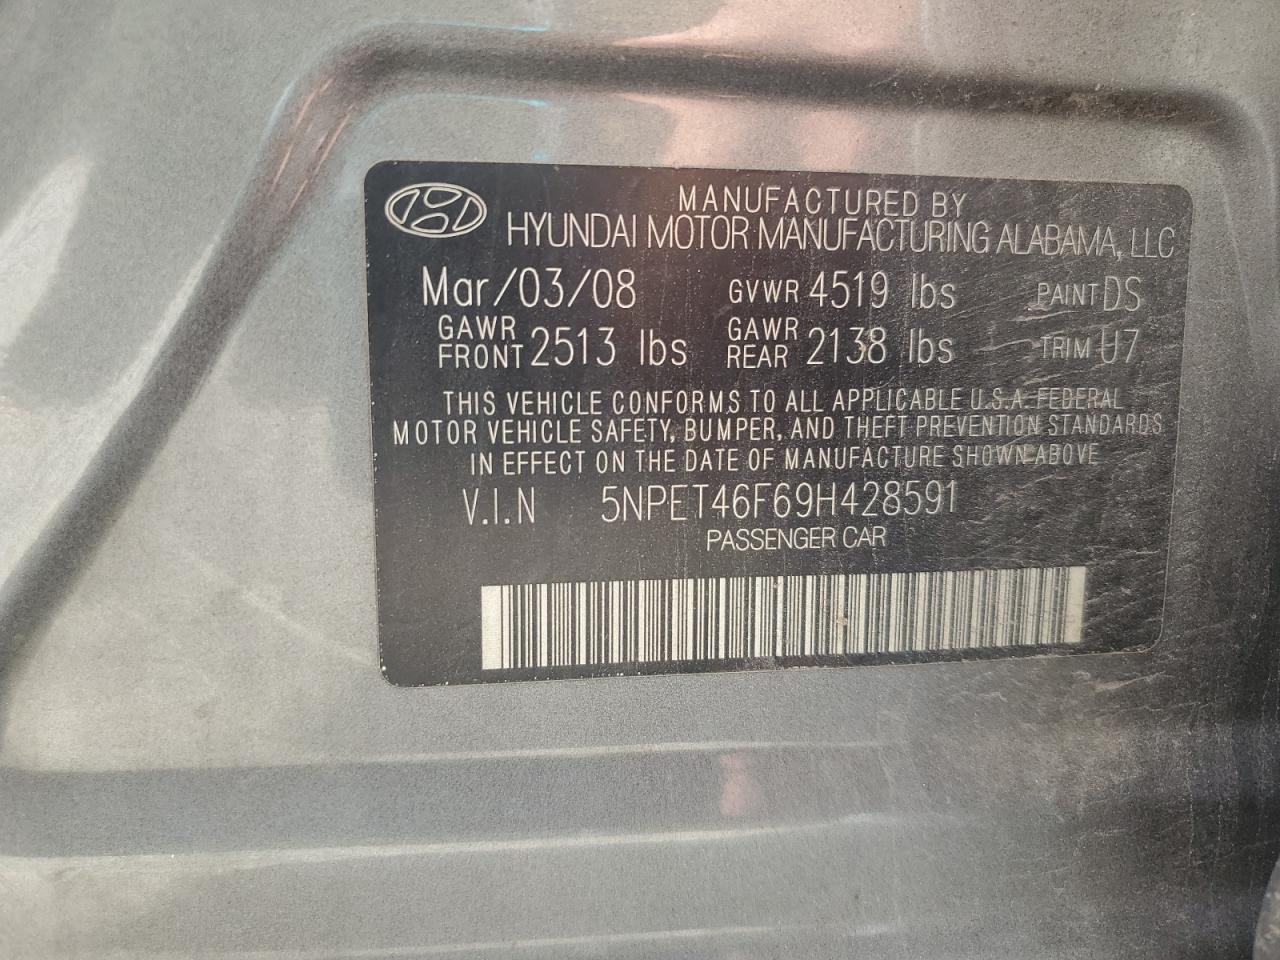 MANUFACTURED BY
HYUNDAI MOTOR MANUFACTURING ALABAMA, LLC
Mar/03/08 GVWR 4519 lbs PAINT DS
GAWR FRONT 2513 lbs GAWR REAR 2138 lbs TRIM U7
THIS VEHICLE CONFORMS TO ALL APPLICABLE U.S.A. FEDERAL
MOTOR VEHICLE SAFETY, BUMPER, AND THEFT PREVENTION STANDARDS
IN EFFECT ON THE DATE OF MANUFACTURE SHOWN ABOVE
V.I.N 5NPET46F69H428591
PASSENGER CAR